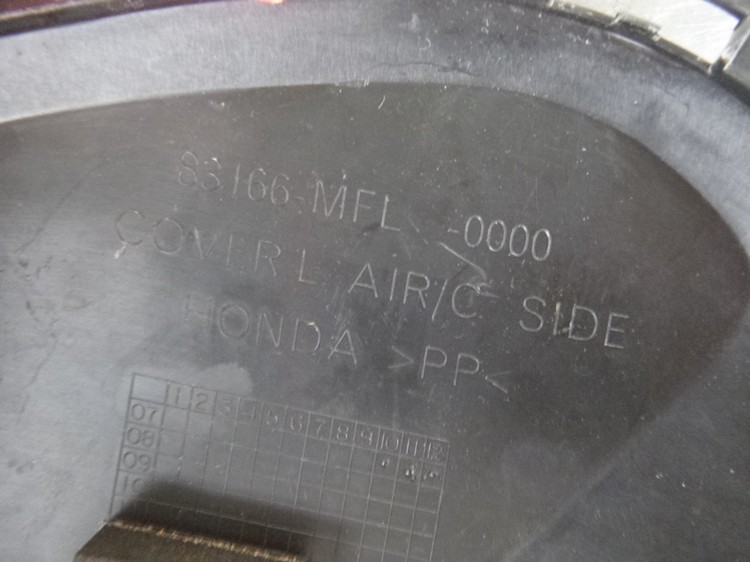 83166-MFL -0000
COVER L AIR/C SIDE
HONDA >PP<
1 2 3 4 5 6 7 8 9 10 11 12
07
08
09